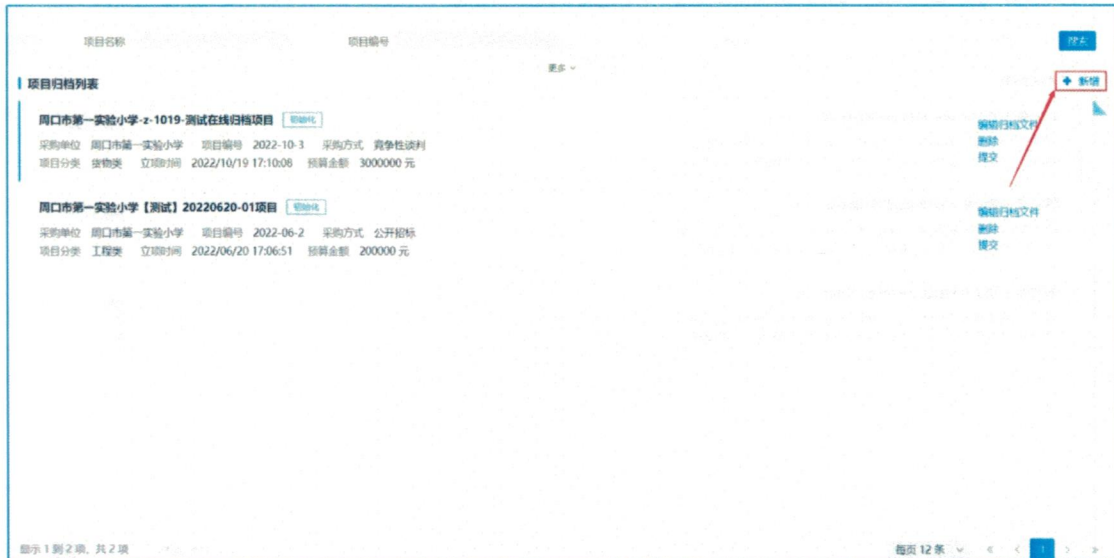 项目名称 项目编号 搜索
更多
项目归档列表 + 新增
周口市第一实验小学-z-1019-测试在线归档项目 初始化
编辑归档文件
采购单位 周口市第一实验小学 项目编号 2022-10-3 采购方式 竞争性谈判
删除
项目分类 货物类 立项时间 2022/10/19 17:10:08 预算金额 3000000 元
提交
周口市第一实验小学【测试】20220620-01项目 初始化
编辑归档文件
采购单位 周口市第一实验小学 项目编号 2022-06-2 采购方式 公开招标
删除
项目分类 工程类 立项时间 2022/06/20 17:06:51 预算金额 200000 元
提交
显示 1 到 2 项，共 2 项 每页 12 条 « ‹ 1 › »